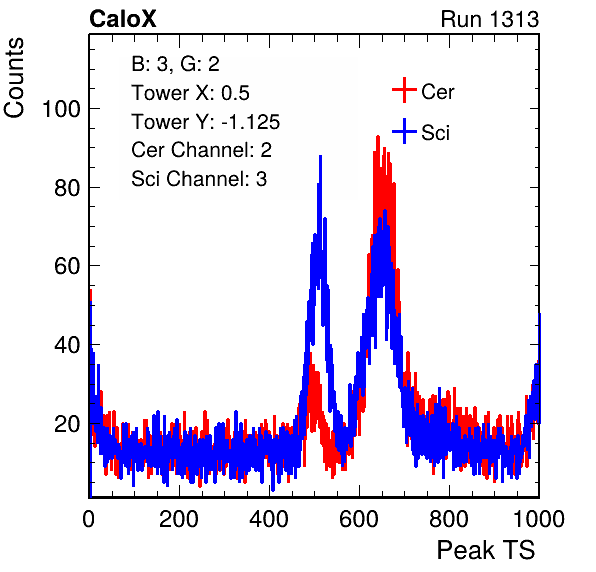 CaloX Run 1313
Counts
B: 3, G: 2
Tower X: 0.5
Tower Y: -1.125
Cer Channel: 2
Sci Channel: 3
Cer
Sci
100
80
60
40
20
0 200 400 600 800 1000
Peak TS